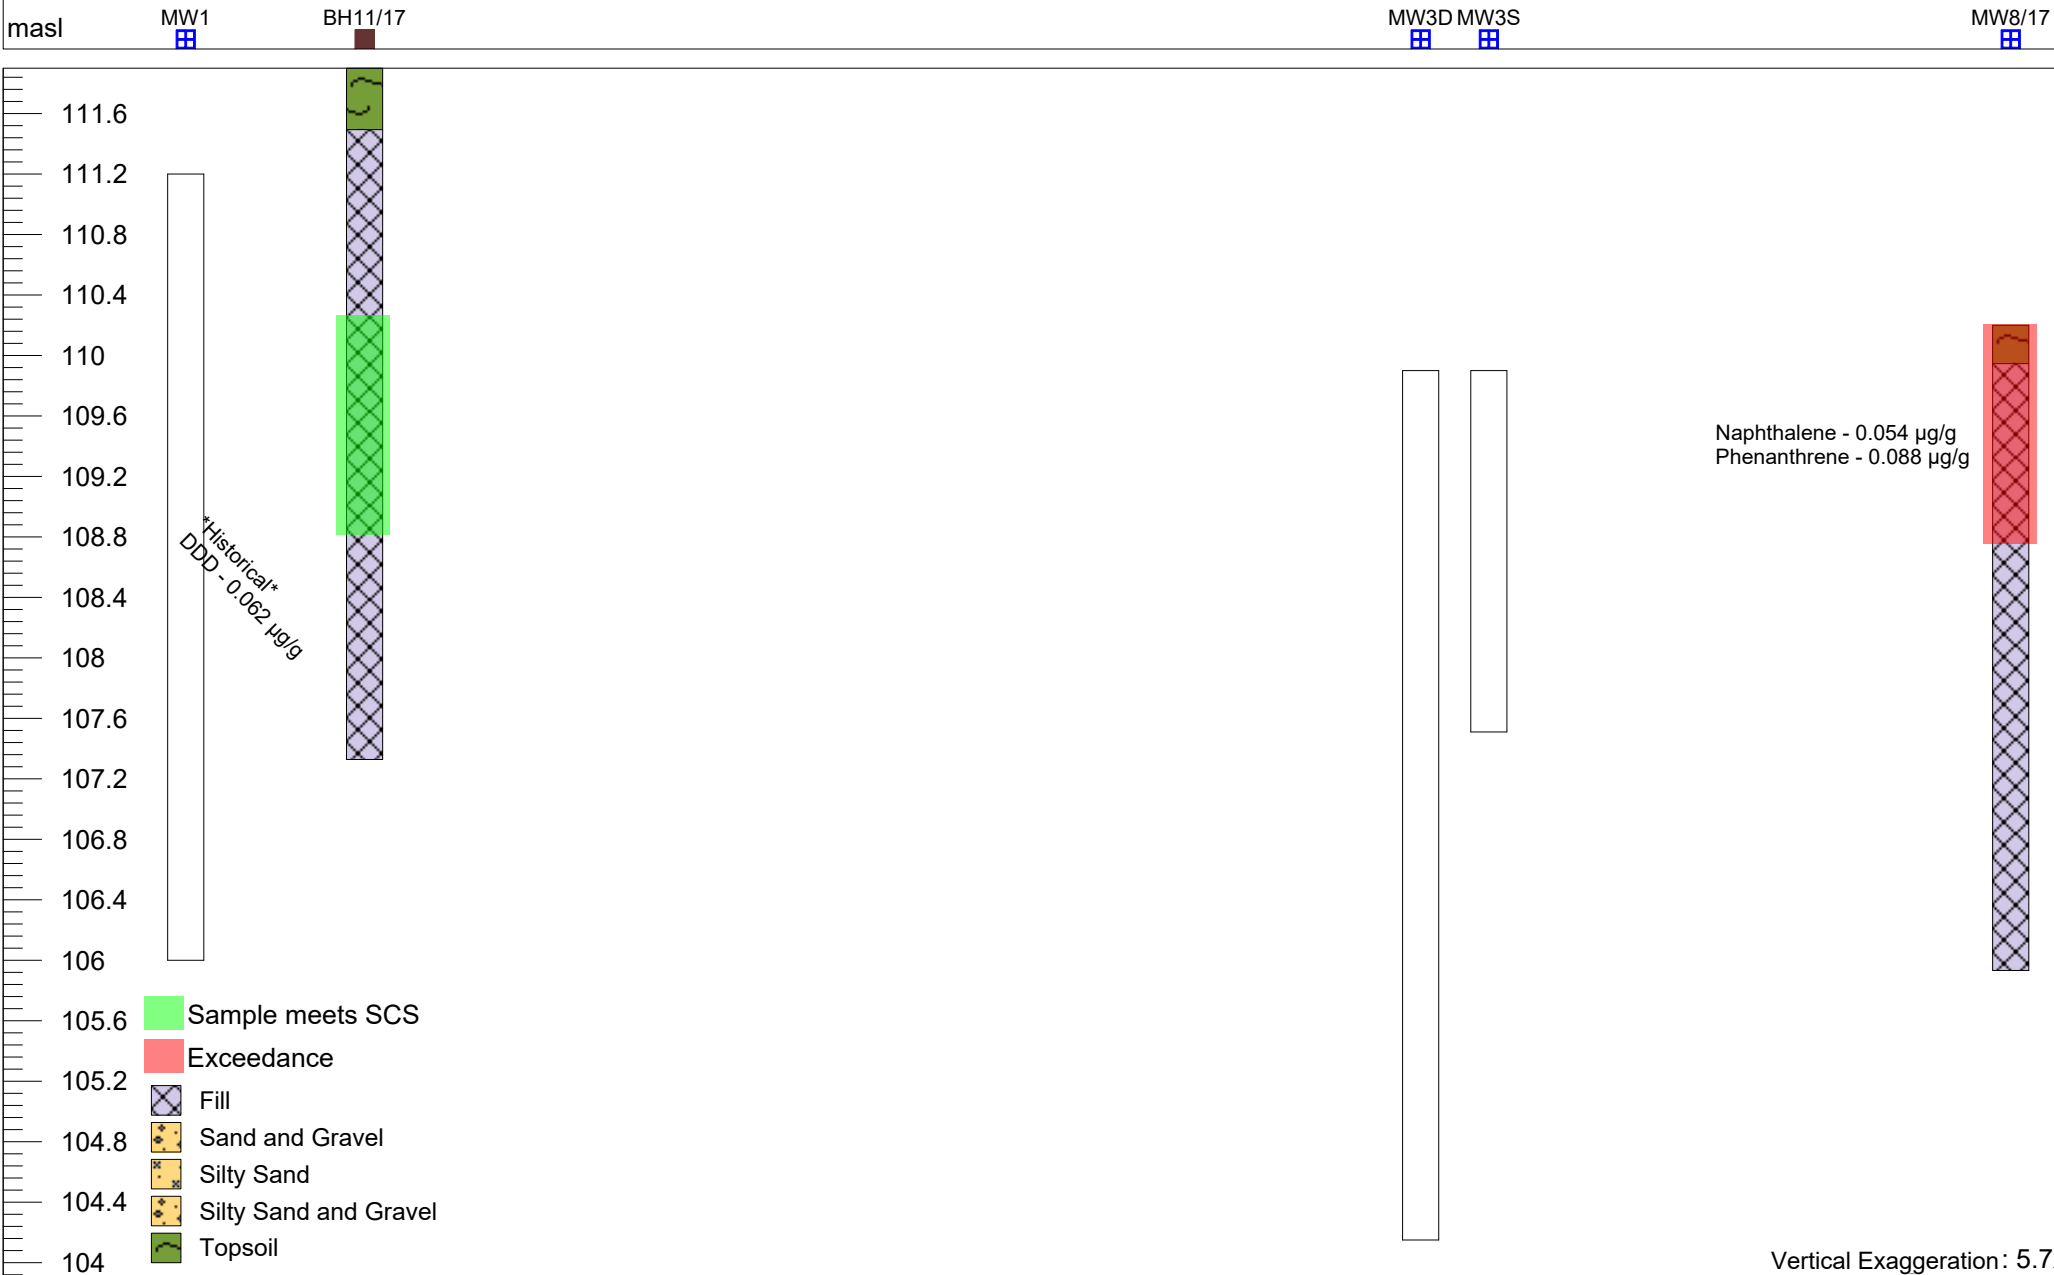 masl
MW1
BH11/17
MW3D
MW3S
MW8/17
111.6
111.2
110.8
110.4
110
109.6
109.2
108.8
108.4
108
107.6
107.2
106.8
106.4
106
105.6
105.2
104.8
104.4
104
*Historical*
DDD - 0.062 µg/g
Naphthalene - 0.054 µg/g
Phenanthrene - 0.088 µg/g
Sample meets SCS
Exceedance
Fill
Sand and Gravel
Silty Sand
Silty Sand and Gravel
Topsoil
Vertical Exaggeration: 5.7